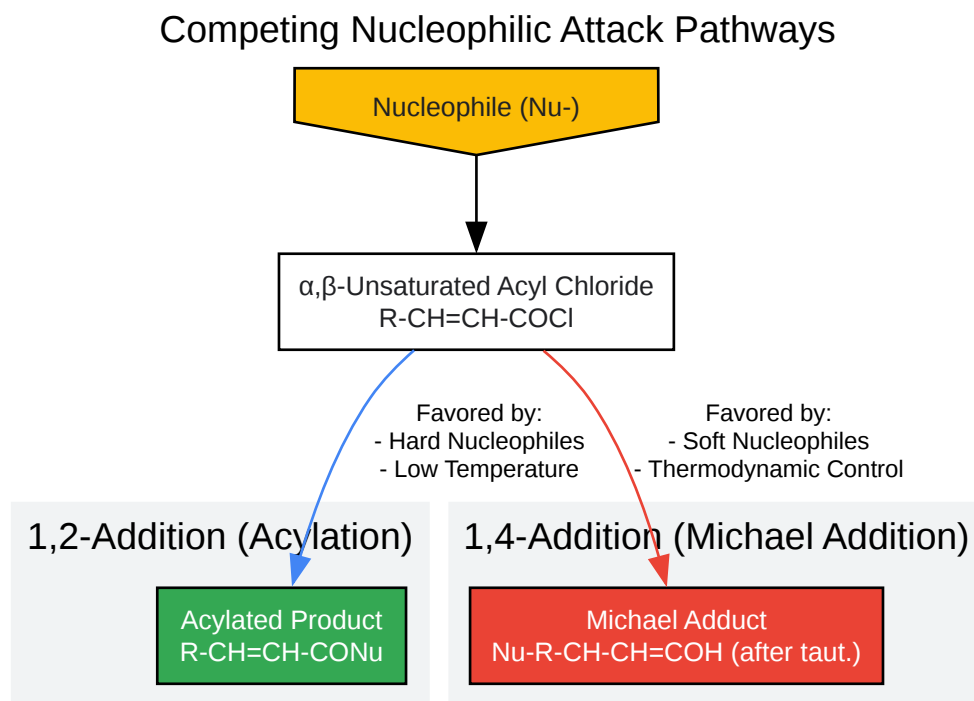 Competing Nucleophilic Attack Pathways
Nucleophile (Nu-)
α,β-Unsaturated Acyl Chloride
R-CH=CH-COCl
Favored by:
- Hard Nucleophiles
- Low Temperature
Favored by:
- Soft Nucleophiles
- Thermodynamic Control
1,2-Addition (Acylation)
Acylated Product
R-CH=CH-CONu
1,4-Addition (Michael Addition)
Michael Adduct
Nu-R-CH-CH=COH (after taut.)